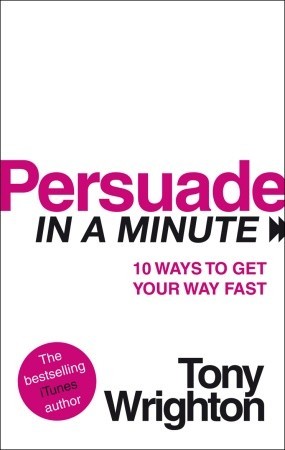 Persuade
IN A MINUTE
10 WAYS TO GET
YOUR WAY FAST
The
bestselling
iTunes
author
Tony
Wrighton